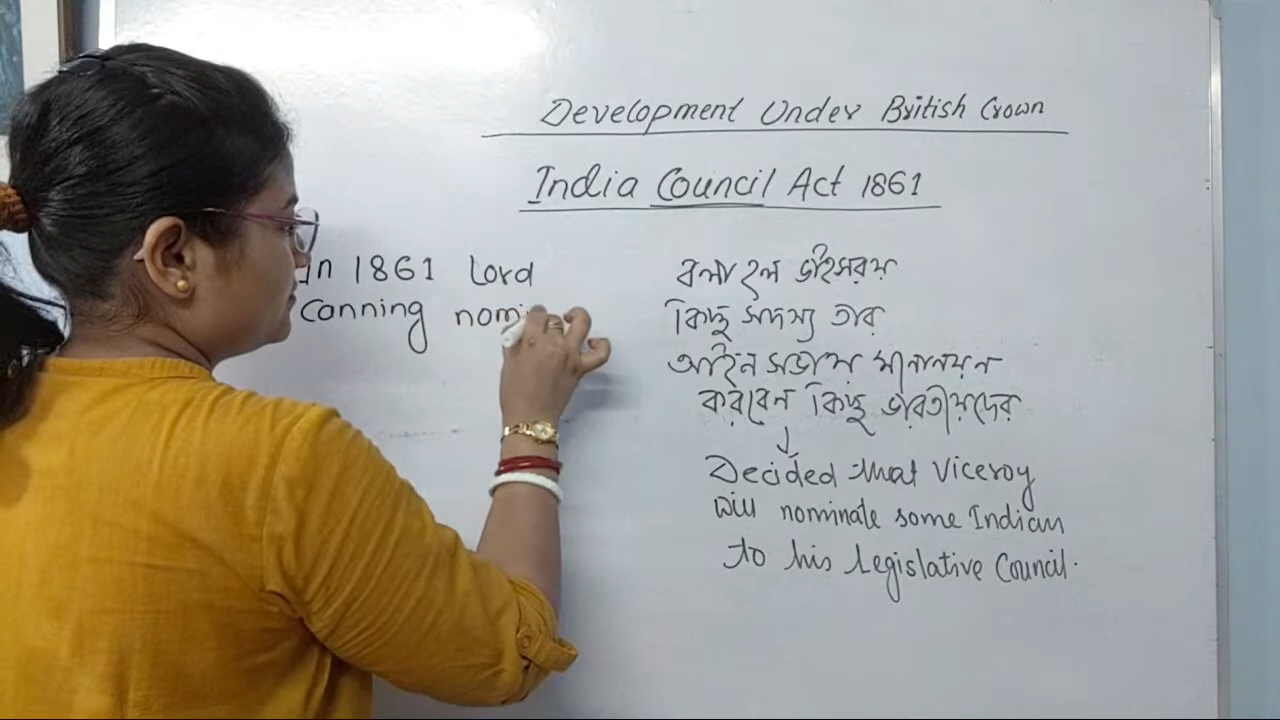 Development Under British Crown
India Council Act 1861
In 1861 Lord
Canning nomi
বলা হল ভাইসরয়
কিছু সদস্য তার
আইন সভায় মনোনয়ন
করবেন কিছু ভারতীয়দের
↓
Decided that Viceroy
will nominate some Indian
to his Legislative Council.